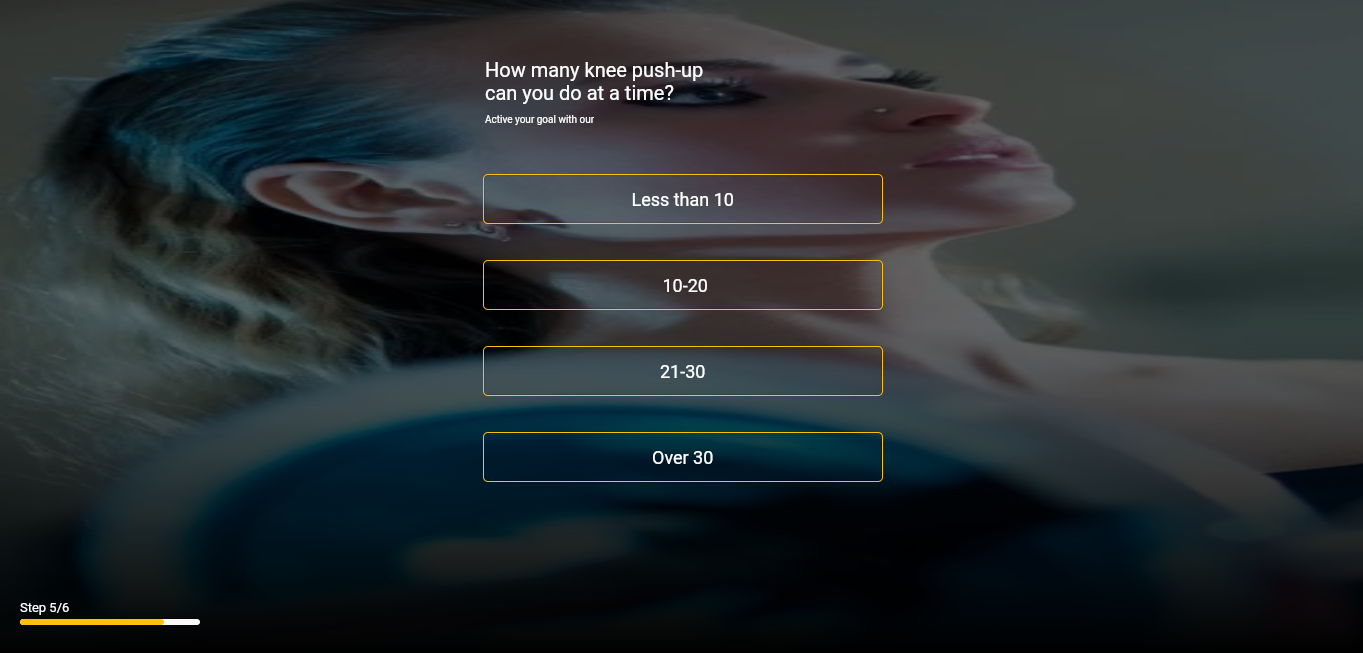 How many knee push-up
can you do at a time?
Active your goal with our
Less than 10
10-20
21-30
Over 30
Step 5/6